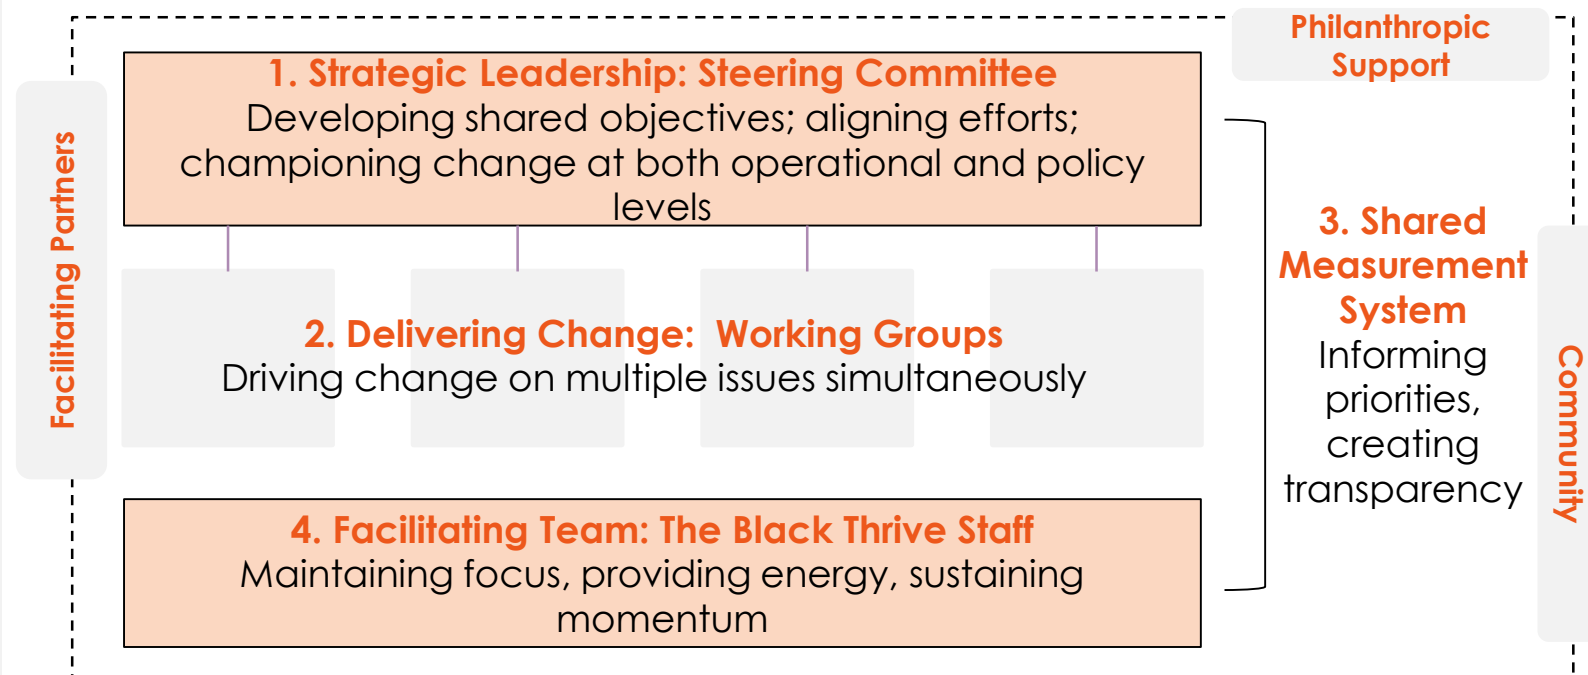 Philanthropic
Support
Facilitating Partners
1. Strategic Leadership: Steering Committee
Developing shared objectives; aligning efforts;
championing change at both operational and policy
levels
2. Delivering Change:  Working Groups
Driving change on multiple issues simultaneously
3. Shared
Measurement
System
Informing
priorities,
creating
transparency
Community
4. Facilitating Team: The Black Thrive Staff
Maintaining focus, providing energy, sustaining
momentum